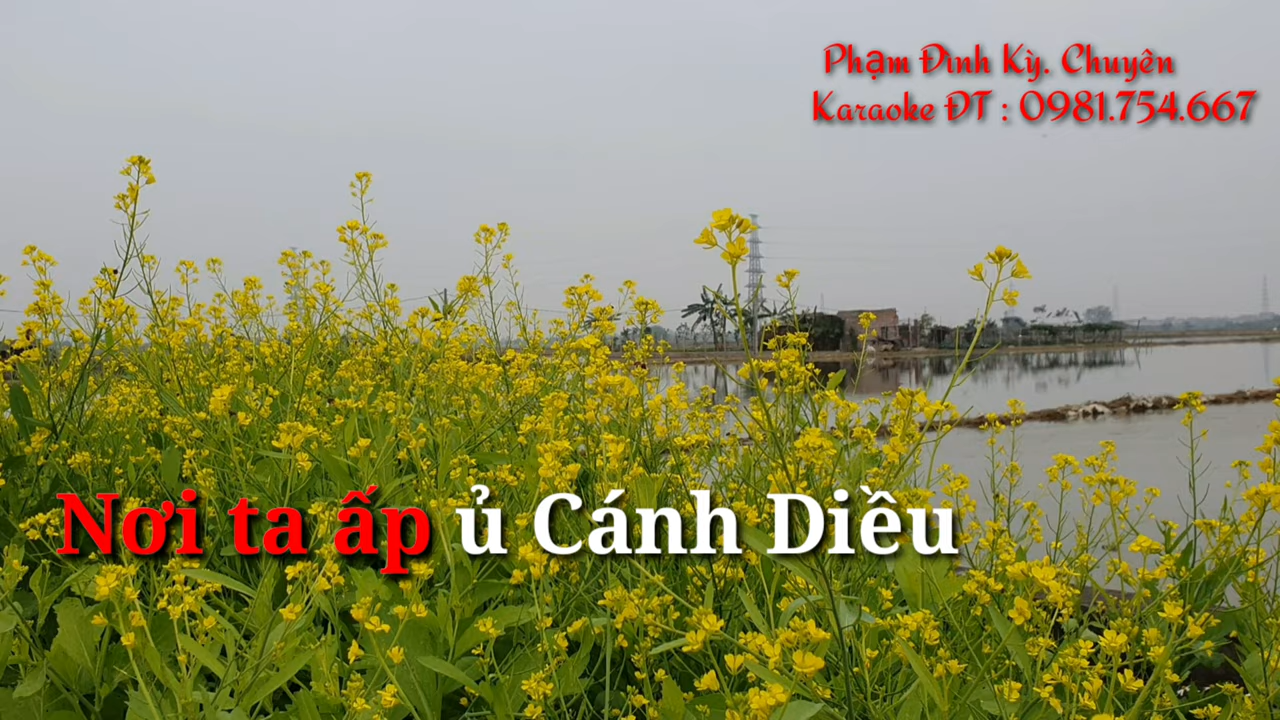 Phạm Đình Kỳ. Chuyên
Karaoke ĐT : 0981.754.667
Nơi ta ấp ủ Cánh Diều